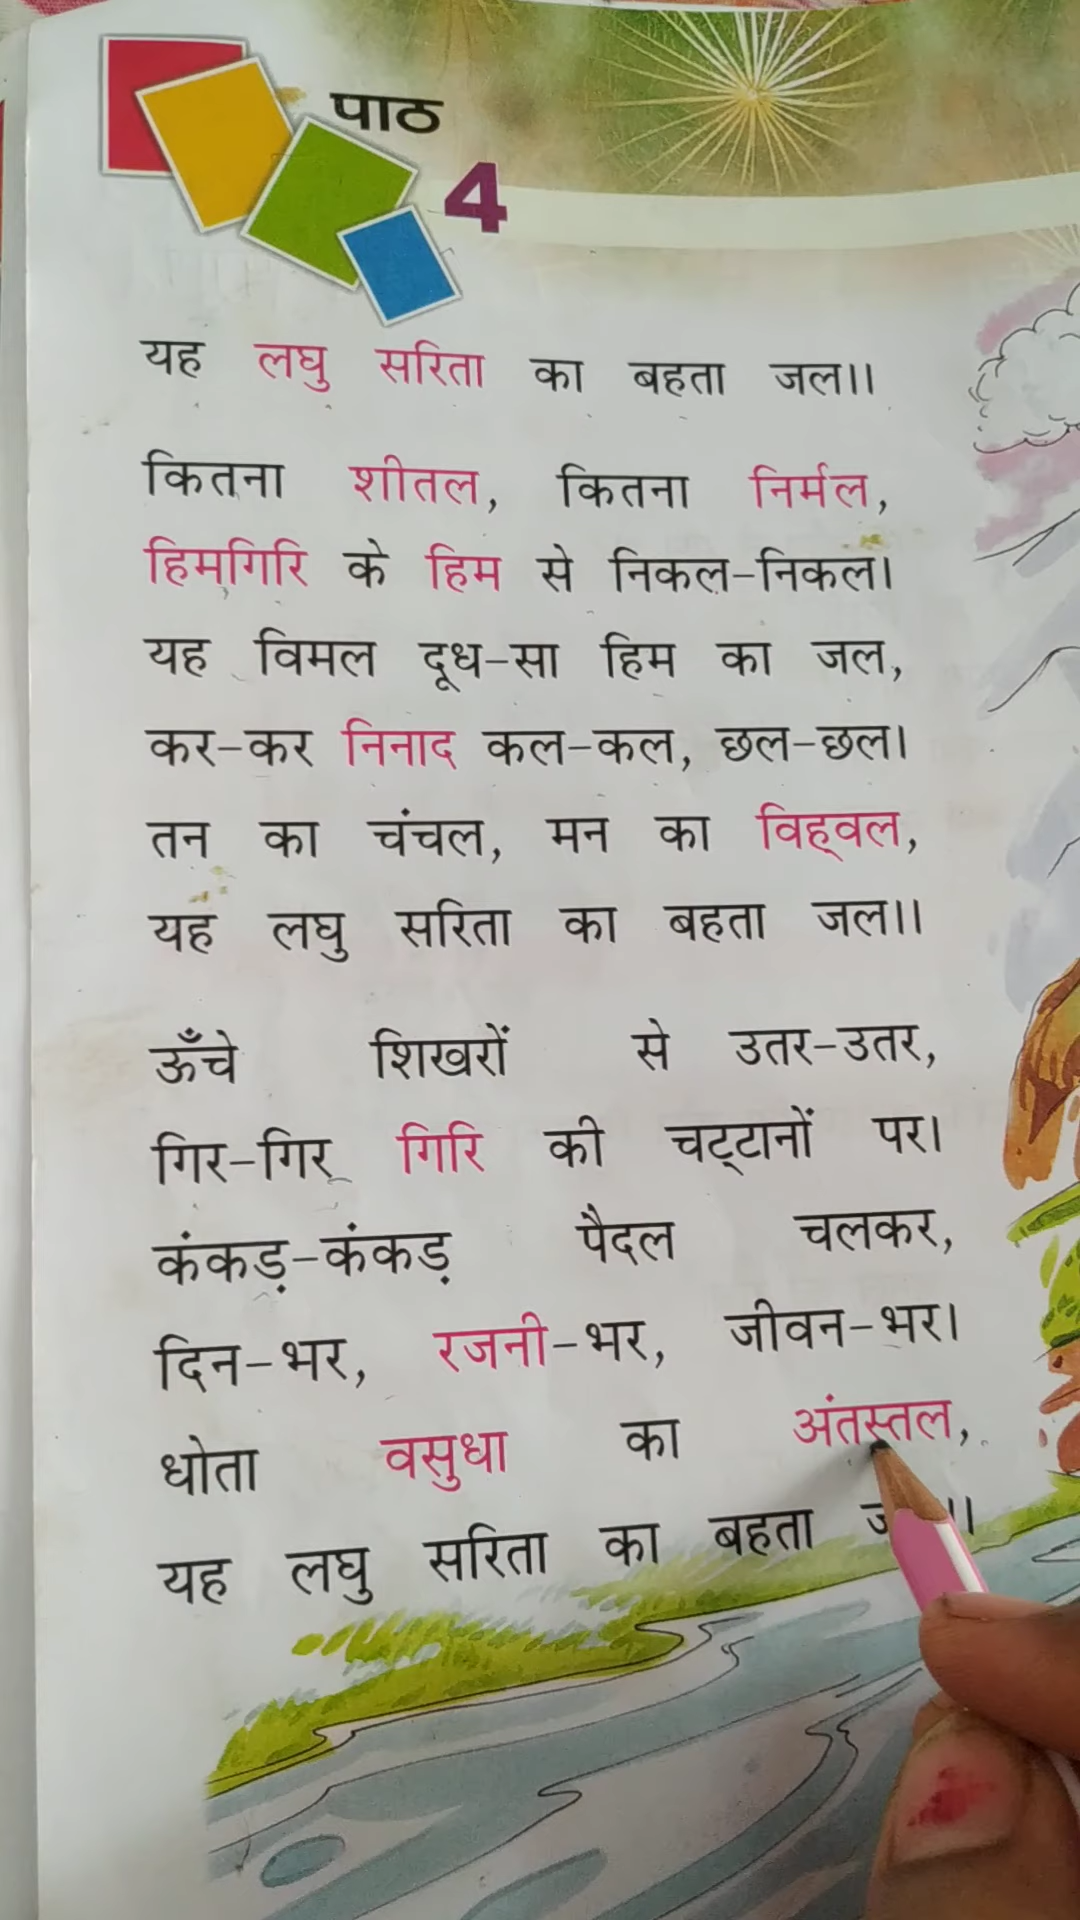 पाठ
4
यह लघु सरिता का बहता जल।।
कितना शीतल, कितना निर्मल,
हिमगिरि के हिम से निकल-निकल।
यह विमल दूध-सा हिम का जल,
कर-कर निनाद कल-कल, छल-छल।
तन का चंचल, मन का विह्‌वल,
यह लघु सरिता का बहता जल।।
ऊँचे शिखरों से उतर-उतर,
गिर-गिर गिरि की चट्‌टानों पर।
कंकड़-कंकड़ पैदल चलकर,
दिन-भर, रजनी-भर, जीवन-भर।
धोता वसुधा का अंतस्तल,
यह लघु सरिता का बहता ।।